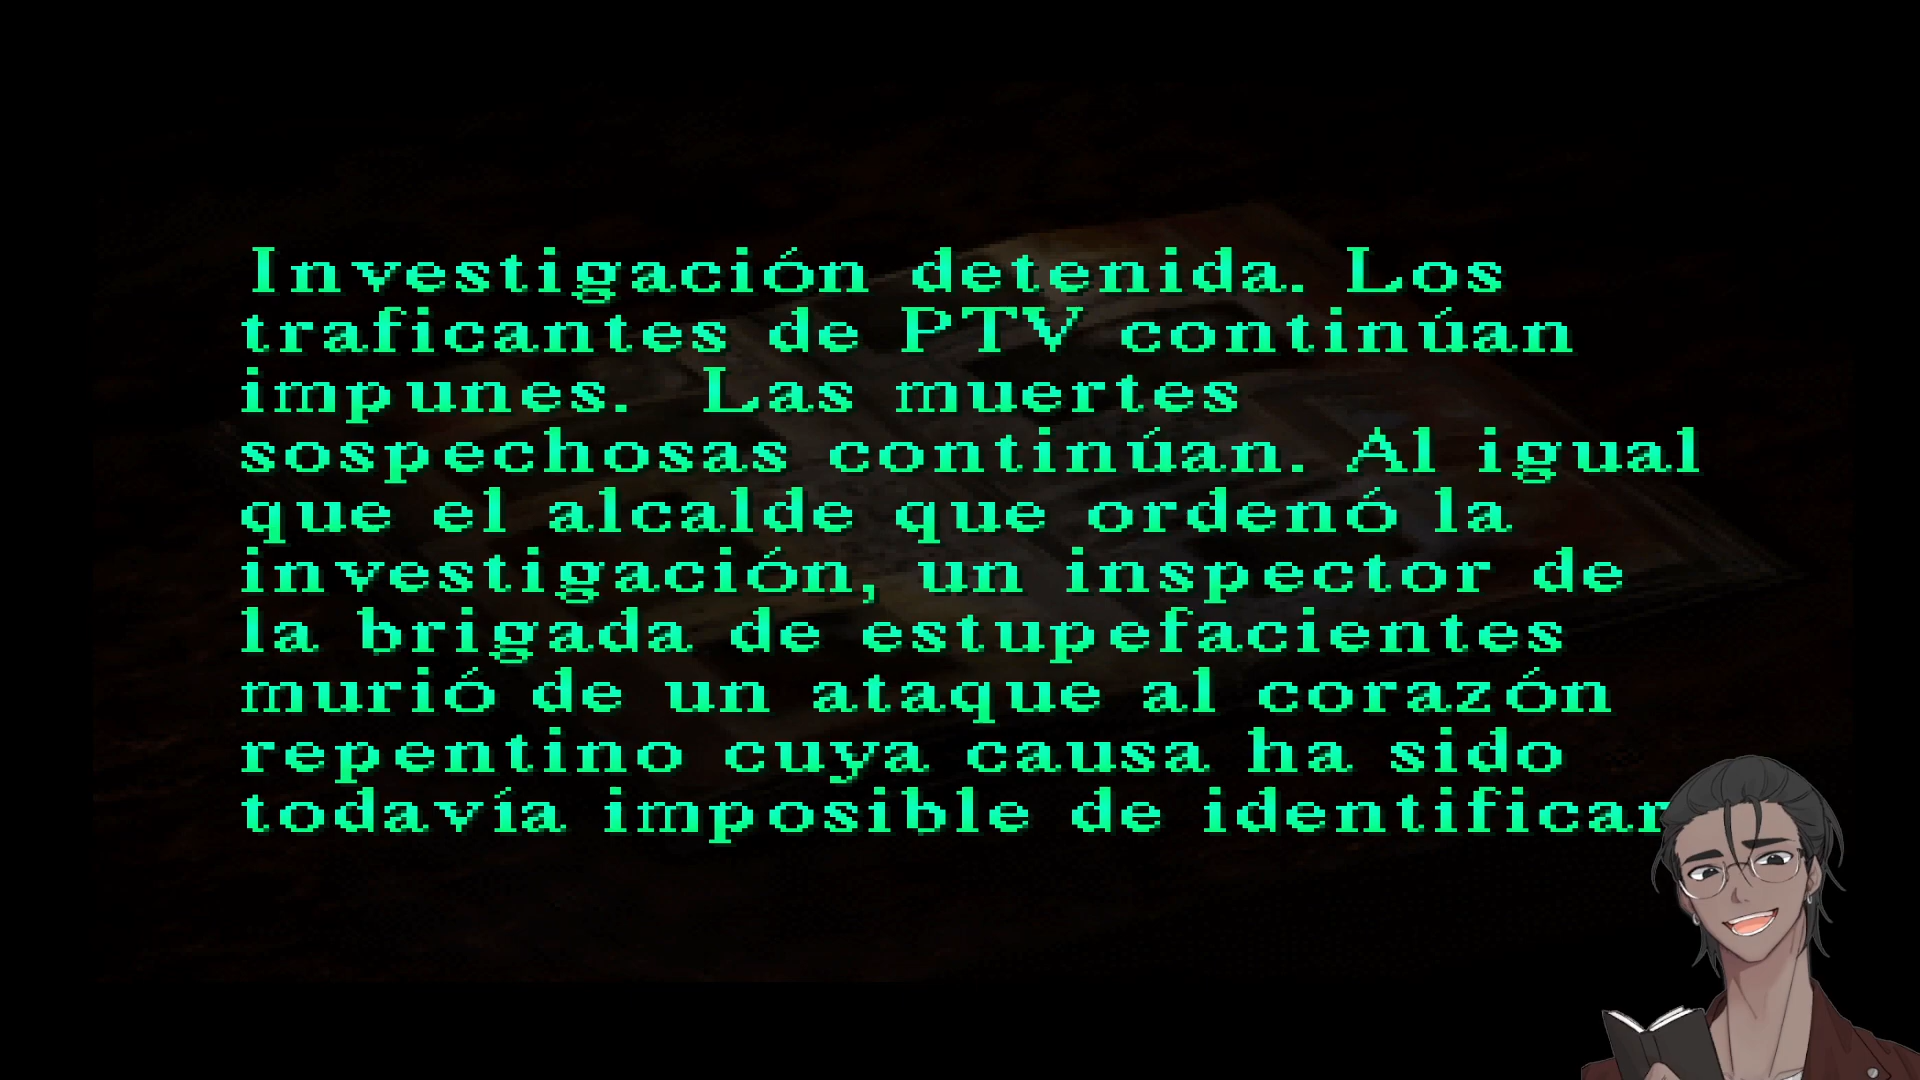 Investigación detenida. Los
traficantes de PTV continúan
impunes. Las muertes
sospechosas continúan. Al igual
que el alcalde que ordenó la
investigación, un inspector de
la brigada de estupefacientes
murió de un ataque al corazón
repentino cuya causa ha sido
todavía imposible de identificar